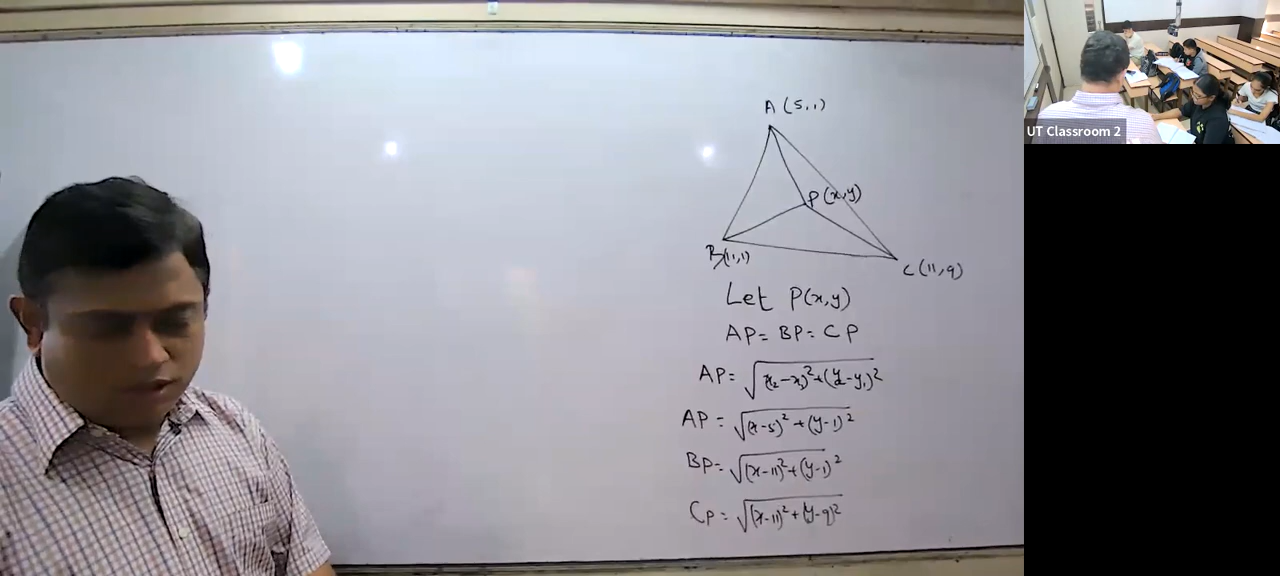 A (5,1)
P(x,y)
B(11,1)
C (11,9)
Let P(x,y)
AP = BP = CP
AP = √(x₂-x₁)²+(y₂-y₁)²
AP = √(x-5)²+(y-1)²
BP = √(x-11)²+(y-1)²
CP = √(x-11)²+(y-9)²
UT Classroom 2